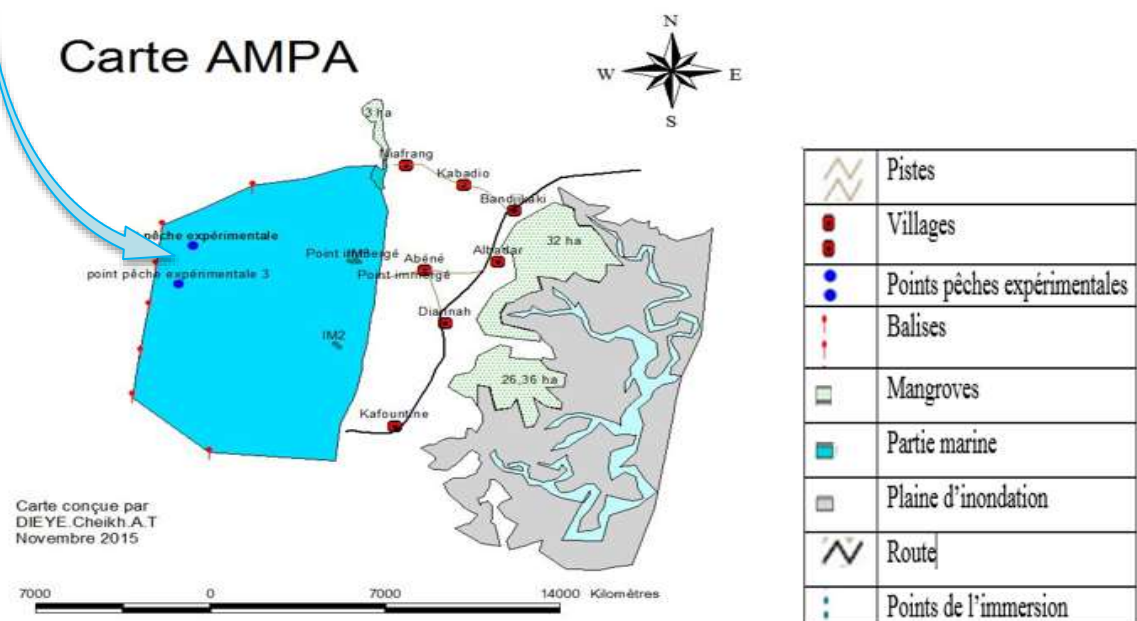 Carte AMPA
N
W
E
S
3 ha
Niafrang
Kabadio
Bandjikaki
32 ha
pêche expérimentale
Point immergé
IM3
Abéné
Albadar
point pêche expérimentale 3
Point immergé
Diannah
IM2
26,36 ha
Kafountine
Carte conçue par
DIEYE.Cheikh.A.T
Novembre 2015
7000 0 7000 14000 Kilomètres
Pistes
Villages
Points pêches expérimentales
Balises
Mangroves
Partie marine
Plaine d'inondation
Route
Points de l'immersion